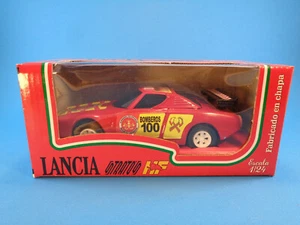 BOMBEROS
100
LANCIA STRATOS HF
Escala
1/24
Fabricado en chapa